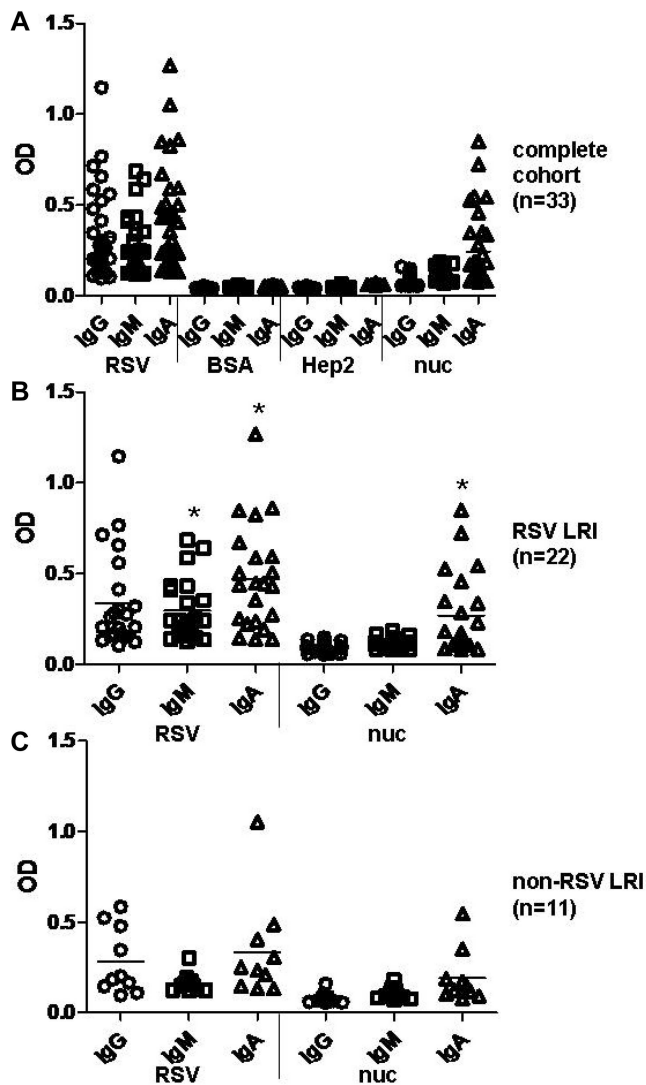 A
1.5
1.0
0.5
0.0
OD
complete
cohort
(n=33)
IgG IgM IgA IgG IgM IgA IgG IgM IgA IgG IgM IgA
RSV BSA Hep2 nuc
B
1.5
1.0
0.5
0.0
OD
* * *
RSV LRI
(n=22)
IgG IgM IgA IgG IgM IgA
RSV nuc
C
1.5
1.0
0.5
0.0
OD
non-RSV LRI
(n=11)
IgG IgM IgA IgG IgM IgA
RSV nuc